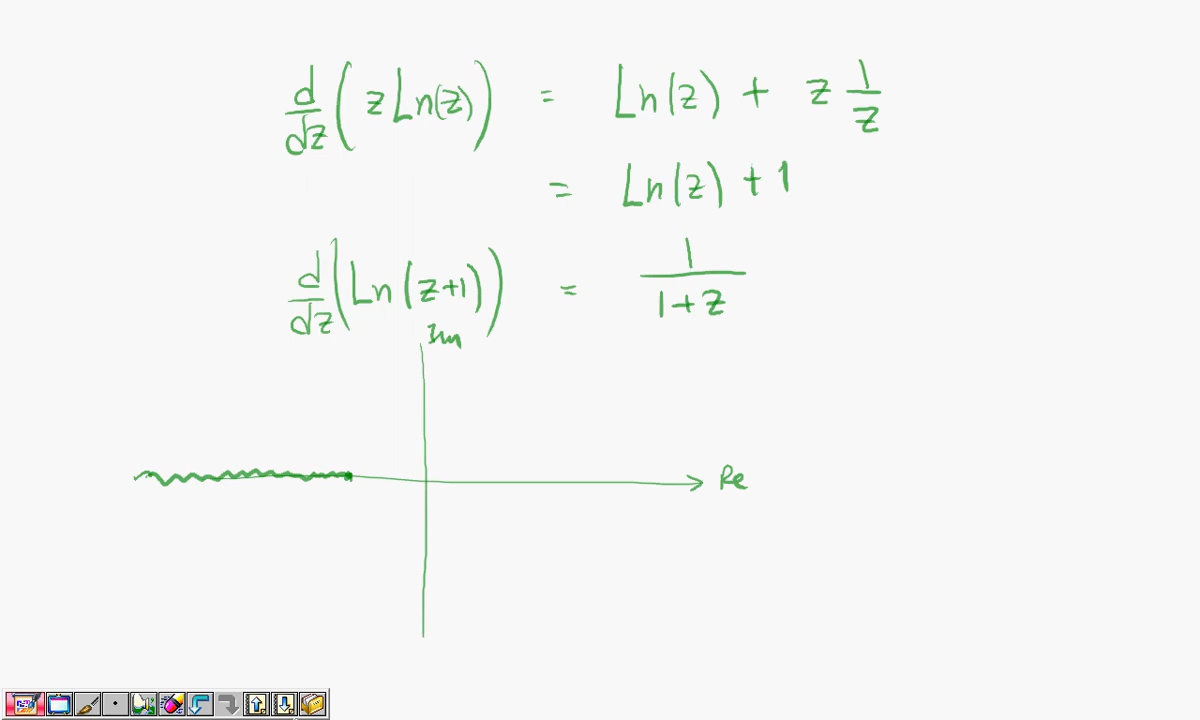 d/dz (z Ln(z)) = Ln(z) + z 1/z
= Ln(z) + 1
d/dz (Ln(z+1)) = 1/(1+z)
Im
Re